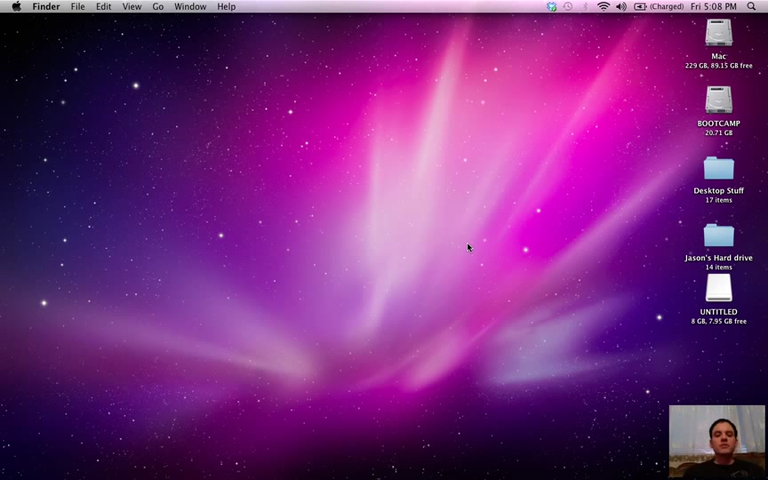 Finder File Edit View Go Window Help (Charged) Fri 5:08 PM
Mac
229 GB, 89.15 GB free
BOOTCAMP
20.71 GB
Desktop Stuff
17 items
Jason's Hard drive
14 items
UNTITLED
8 GB, 7.95 GB free